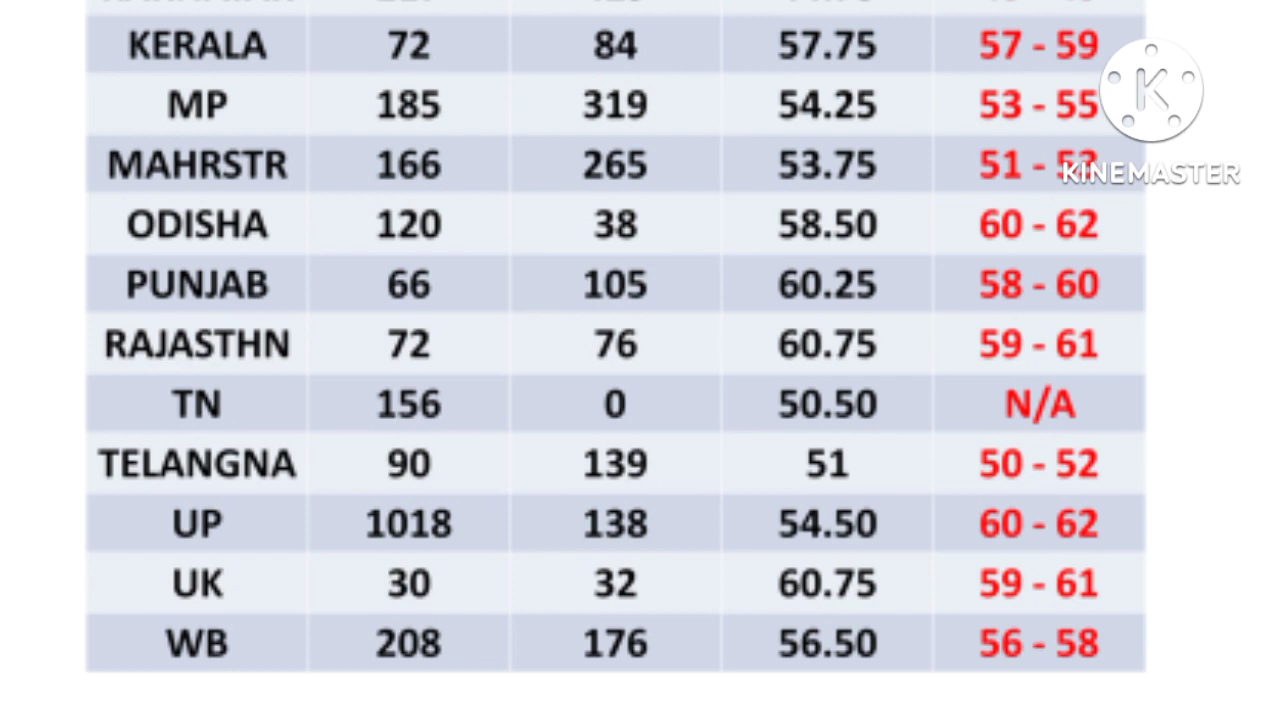 KERALA 72 84 57.75 57 - 59
MP 185 319 54.25 53 - 55
MAHRSTR 166 265 53.75 51 - 53
ODISHA 120 38 58.50 60 - 62
PUNJAB 66 105 60.25 58 - 60
RAJASTHN 72 76 60.75 59 - 61
TN 156 0 50.50 N/A
TELANGNA 90 139 51 50 - 52
UP 1018 138 54.50 60 - 62
UK 30 32 60.75 59 - 61
WB 208 176 56.50 56 - 58
K
KINEMASTER